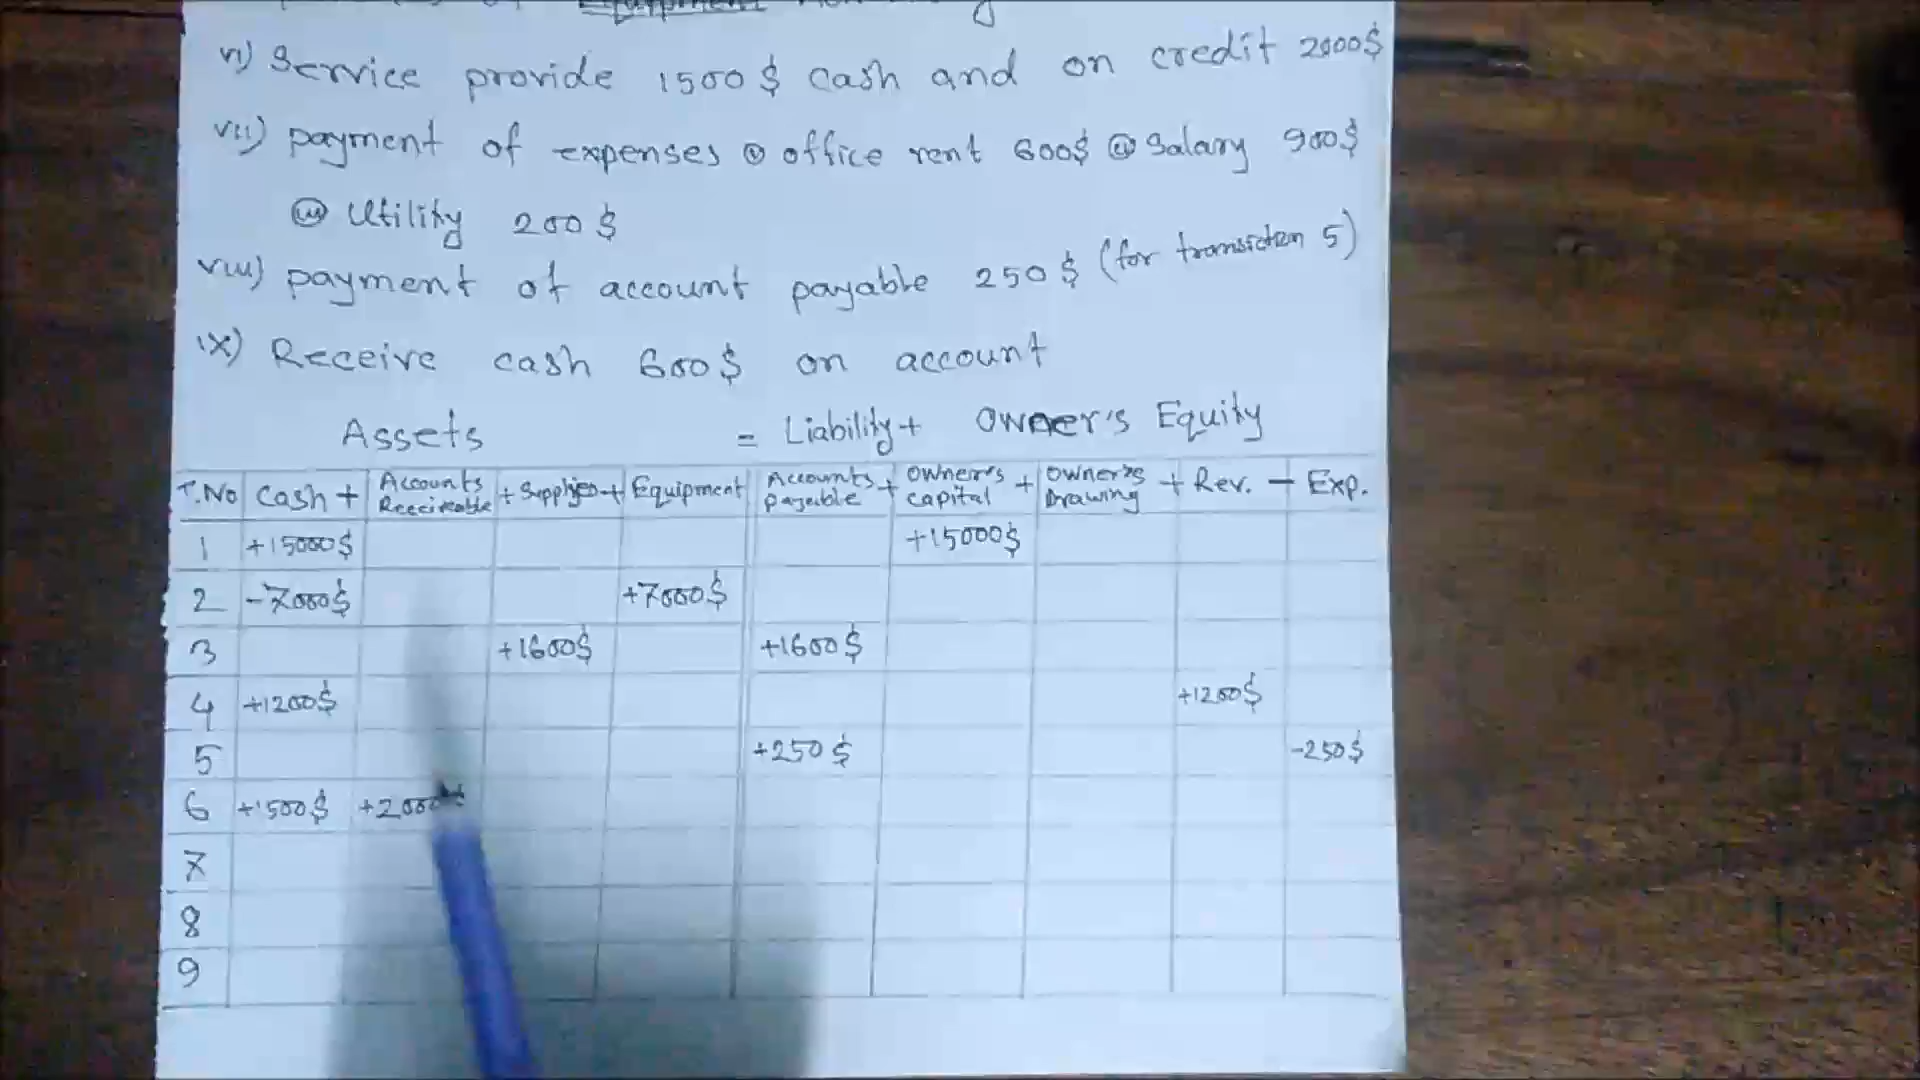 Equipment
vi) Service provide 1500$ cash and on credit 2000$
vii) payment of expenses (i) office rent 600$ (ii) Salary 900$
(iii) Utility 200$
viii) payment of account payable 250$ (for transiction 5)
ix) Receive cash 600$ on account
Assets = Liability + Owner's Equity
T.No Cash + Accounts Receivable + Supplies + Equipment Accounts payable + Owner's capital + Owner's Drawing + Rev. - Exp.
1 +15000$ +15000$
2 -7000$ +7000$
3 +1600$ +1600$
4 +1200$ +1200$
5 +250$ -250$
6 +1500$ +2000
7
8
9